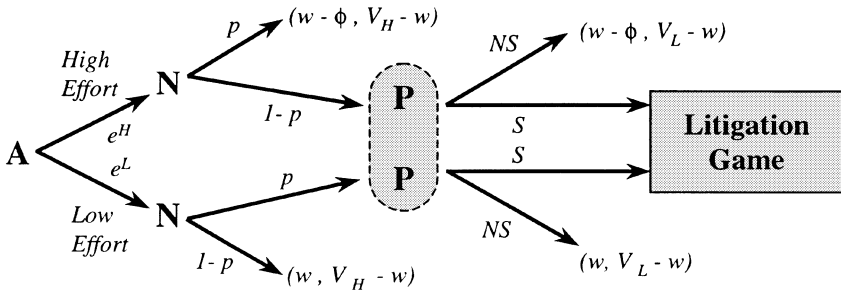 p
(w - ϕ , V_H - w)
NS
(w - ϕ , V_L - w)
High
Effort
N
1- p
P
S
e^H
A
Litigation
Game
e^L
S
P
p
Low
Effort
N
NS
1- p
(w , V_H - w)
(w, V_L - w)